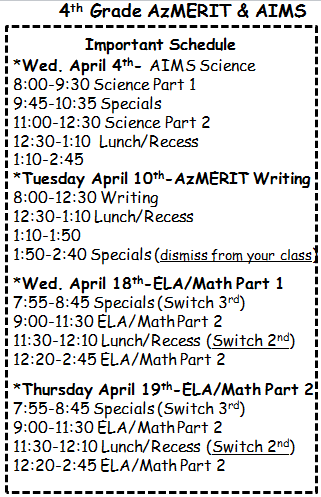 4th Grade AzMERIT & AIMS
Important Schedule
*Wed. April 4th- AIMS Science
8:00-9:30 Science Part 1
9:45-10:35 Specials
11:00-12:30 Science Part 2
12:30-1:10 Lunch/Recess
1:10-2:45
*Tuesday April 10th-AzMERIT Writing
8:00-12:30 Writing
12:30-1:10 Lunch/Recess
1:10-1:50
1:50-2:40 Specials (dismiss from your class)
*Wed. April 18th-ELA/Math Part 1
7:55-8:45 Specials (Switch 3rd)
9:00-11:30 ELA/Math Part 2
11:30-12:10 Lunch/Recess (Switch 2nd)
12:20-2:45 ELA/Math Part 2
*Thursday April 19th-ELA/Math Part 2
7:55-8:45 Specials (Switch 3rd)
9:00-11:30 ELA/Math Part 2
11:30-12:10 Lunch/Recess (Switch 2nd)
12:20-2:45 ELA/Math Part 2